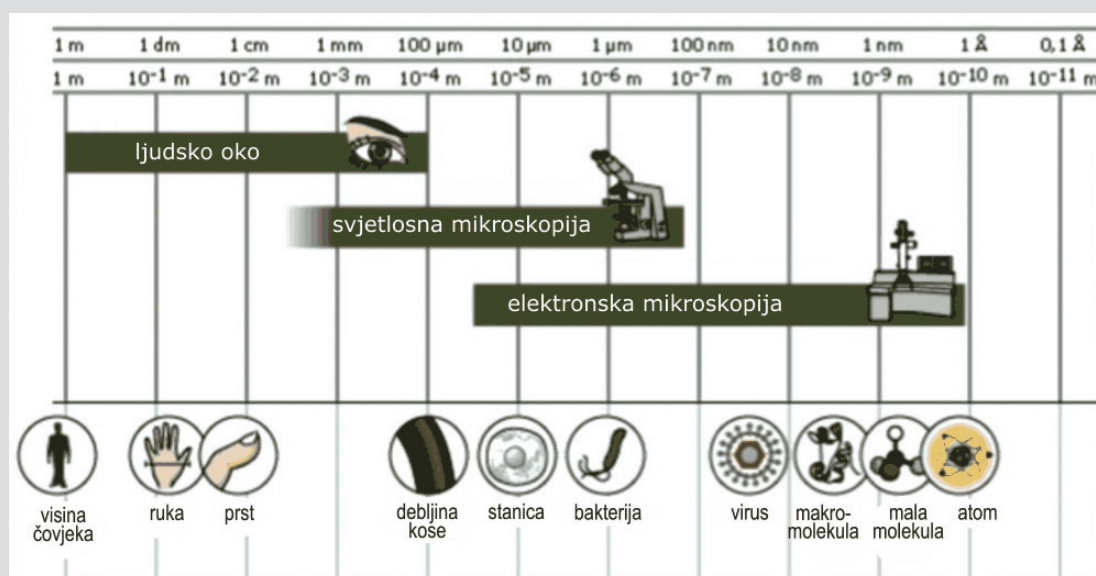 1 m 1 dm 1 cm 1 mm 100 µm 10 µm 1 µm 100 nm 10 nm 1 nm 1 Å 0,1 Å
1 m 10⁻¹ m 10⁻² m 10⁻³ m 10⁻⁴ m 10⁻⁵ m 10⁻⁶ m 10⁻⁷ m 10⁻⁸ m 10⁻⁹ m 10⁻¹⁰ m 10⁻¹¹ m
ljudsko oko
svjetlosna mikroskopija
elektronska mikroskopija
visina
čovjeka
ruka
prst
debljina
kose
stanica
bakterija
virus
makro-
molekula
mala
molekula
atom